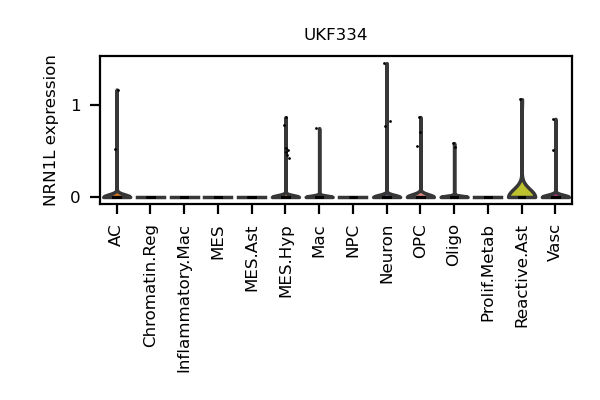 UKF334
NRN1L expression
1
0
AC
Chromatin.Reg
Inflammatory.Mac
MES
MES.Ast
MES.Hyp
Mac
NPC
Neuron
OPC
Oligo
Prolif.Metab
Reactive.Ast
Vasc